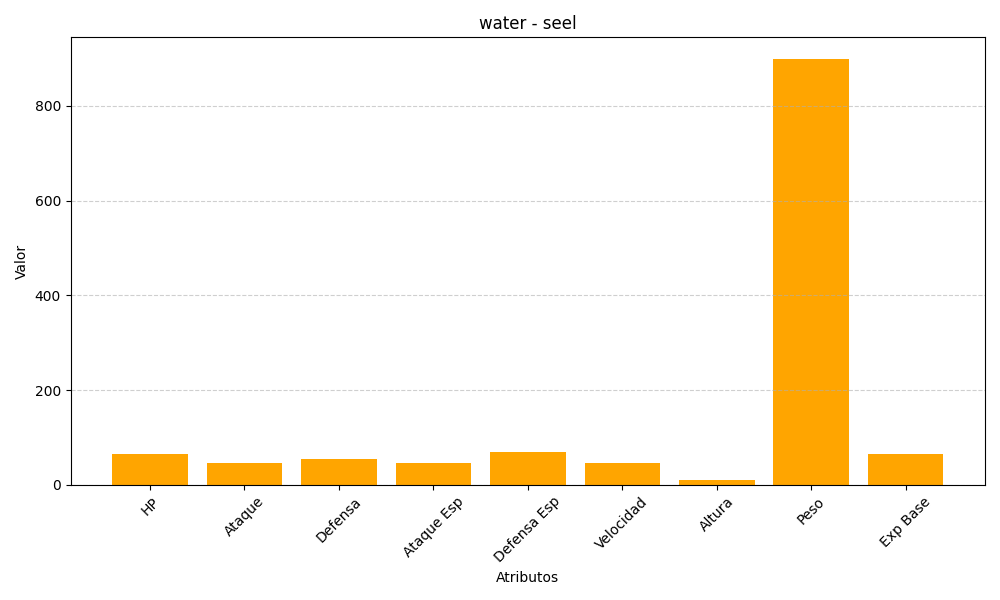 water - seel
Valor
800
600
400
200
0
HP
Ataque
Defensa
Ataque Esp
Defensa Esp
Velocidad
Altura
Peso
Exp Base
Atributos